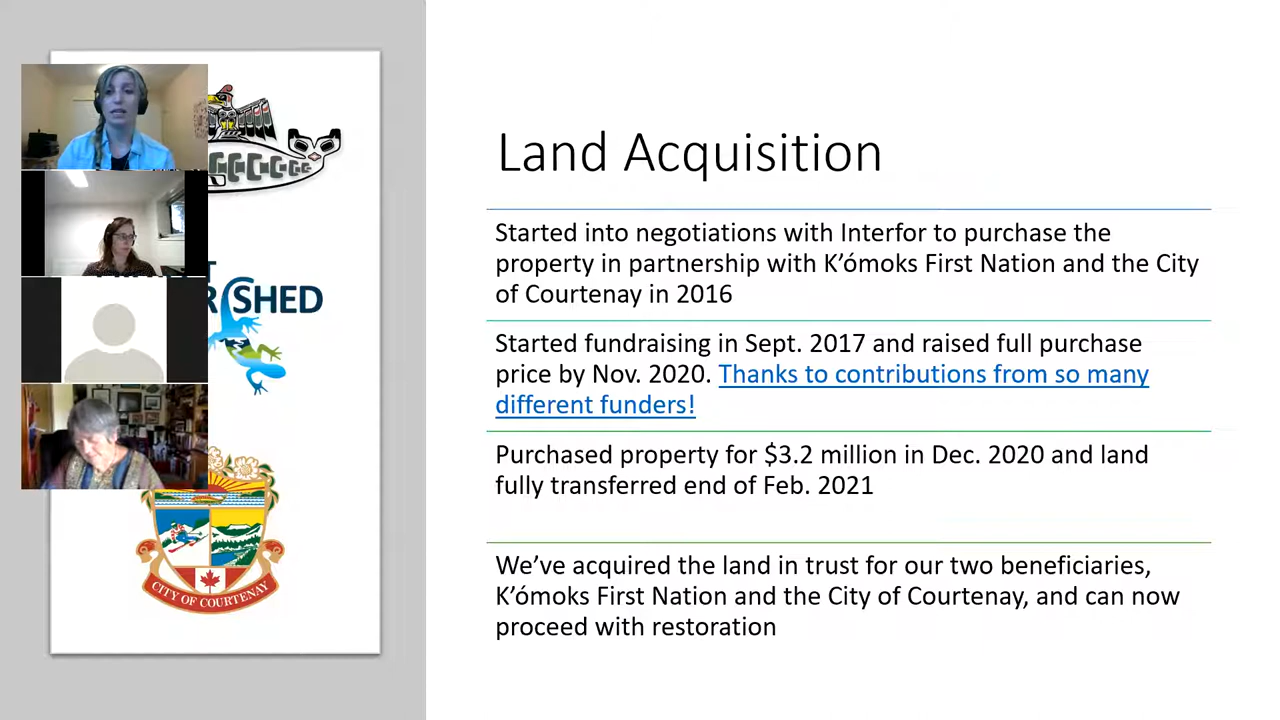 Land Acquisition
Started into negotiations with Interfor to purchase the
property in partnership with K’ómoks First Nation and the City
of Courtenay in 2016
Started fundraising in Sept. 2017 and raised full purchase
price by Nov. 2020. Thanks to contributions from so many
different funders!
Purchased property for $3.2 million in Dec. 2020 and land
fully transferred end of Feb. 2021
We’ve acquired the land in trust for our two beneficiaries,
K’ómoks First Nation and the City of Courtenay, and can now
proceed with restoration
SHED
CITY OF COURTENAY